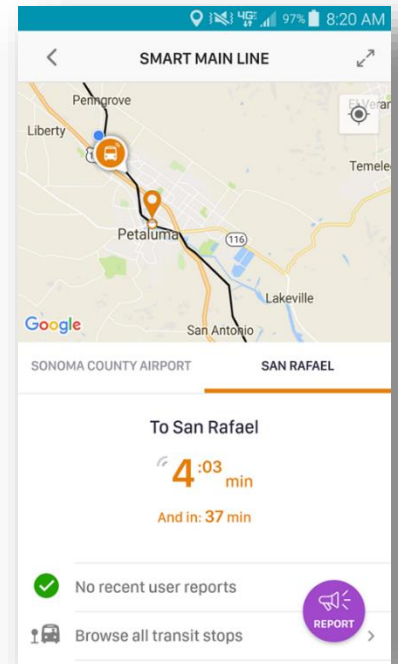 4G 97% 8:20 AM
SMART MAIN LINE
Penngrove
Liberty
Petaluma
116
Lakeville
San Antonio
Google
SONOMA COUNTY AIRPORT SAN RAFAEL
To San Rafael
4:03 min
And in: 37 min
No recent user reports
REPORT
Browse all transit stops